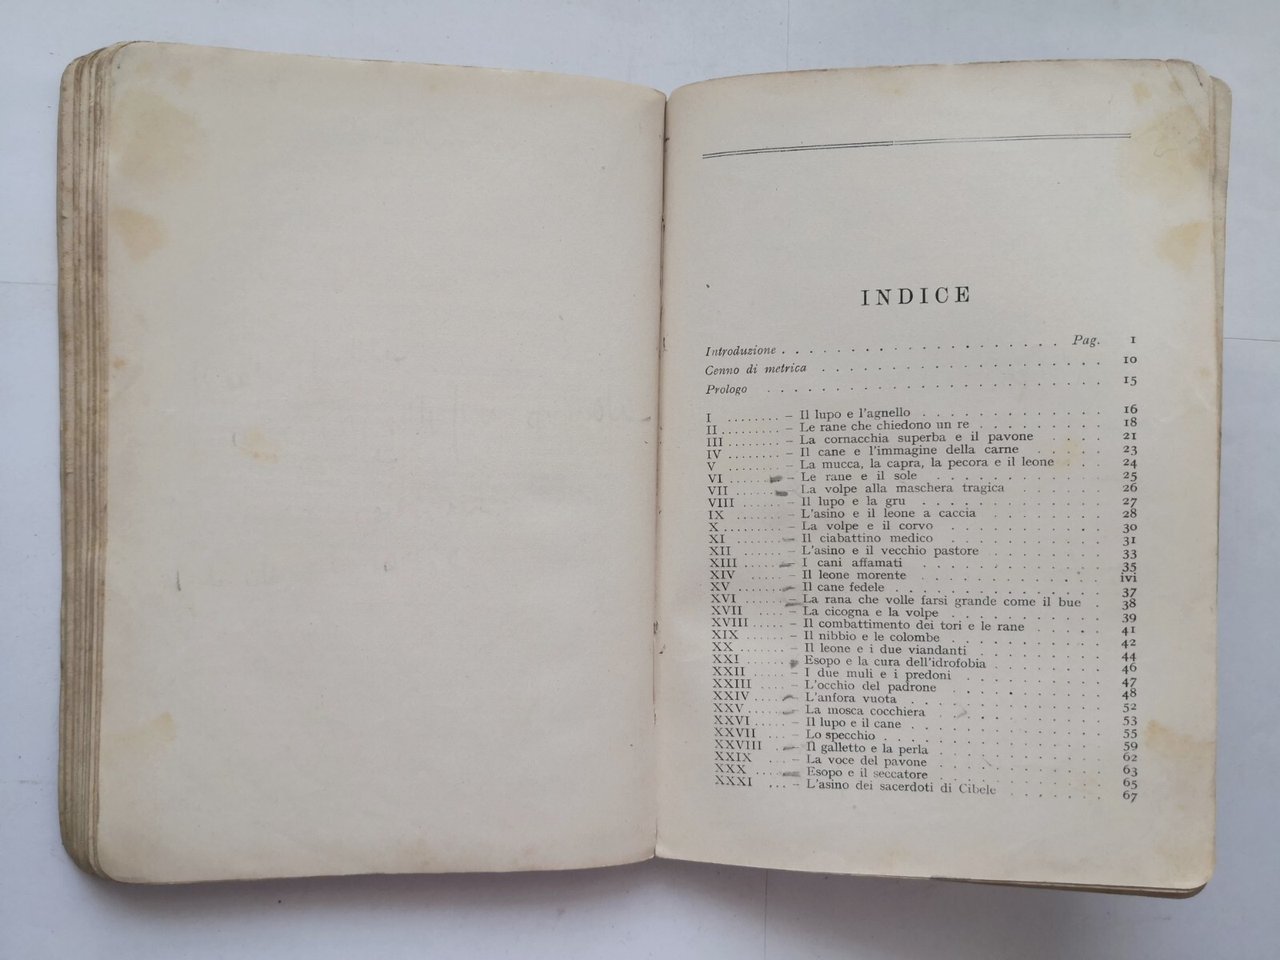 INDICE
Introduzione . . . . . . . . . . . . . . . . Pag. 1
Cenno di metrica . . . . . . . . . . . . . . . . 10
Prologo . . . . . . . . . . . . . . . . . . . 15
I ........ – Il lupo e l'agnello . . . . . . . . . . 16
II ........ – Le rane che chiedono un re . . . . . . . 18
III ........ – La cornacchia superba e il pavone . . . . 21
IV ........ – Il cane e l'immagine della carne . . . . . 23
V ........ – La mucca, la capra, la pecora e il leone . . . 24
VI ........ – Le rane e il sole . . . . . . . . . . 25
VII ........ – La volpe alla maschera tragica . . . . . 26
VIII ...... – Il lupo e la gru . . . . . . . . . . 27
IX ........ – L'asino e il leone a caccia . . . . . . . 28
X ......... – La volpe e il corvo . . . . . . . . . 30
XI ........ – Il ciabattino medico . . . . . . . . . 31
XII ....... – L'asino e il vecchio pastore . . . . . . 33
XIII ...... – I cani affamati . . . . . . . . . . 35
XIV ...... – Il leone morente . . . . . . . . . . ivi
XV ....... – Il cane fedele . . . . . . . . . . . 37
XVI ...... – La rana che volle farsi grande come il bue . 38
XVII ..... – La cicogna e la volpe . . . . . . . . 39
XVIII ..... – Il combattimento dei tori e le rane . . . . 41
XIX ...... – Il nibbio e le colombe . . . . . . . . 42
XX ....... – Il leone e i due viandanti . . . . . . . 44
XXI ...... – Esopo e la cura dell'idrofobia . . . . . . 46
XXII ..... – I due muli e i predoni . . . . . . . . 47
XXIII .... – L'occhio del padrone . . . . . . . . 48
XXIV .... – L'anfora vuota . . . . . . . . . . 52
XXV ..... – La mosca cocchiera . . . . . . . . . 53
XXVI .... – Il lupo e il cane . . . . . . . . . . 55
XXVII ... – Lo specchio . . . . . . . . . . . 59
XXVIII ... – Il galletto e la perla . . . . . . . . 62
XXIX ... – La voce del pavone . . . . . . . . . 63
XXX .... – Esopo e il seccatore . . . . . . . . 65
XXXI ... – L'asino dei sacerdoti di Cibele . . . . . . 67